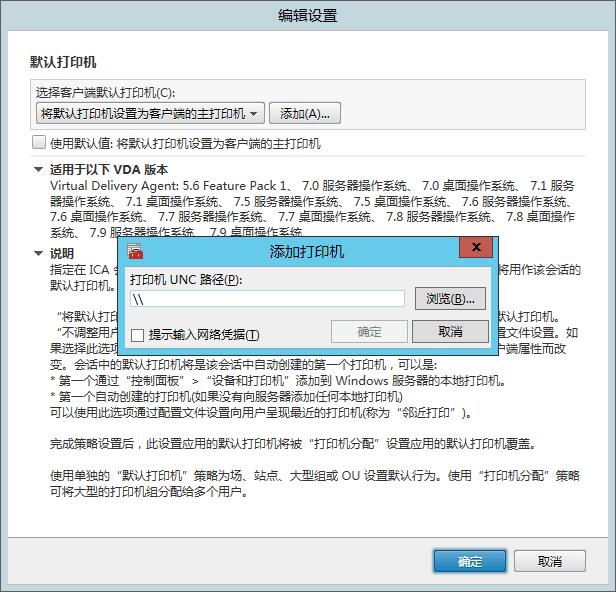 编辑设置
默认打印机
选择客户端默认打印机(C):
将默认打印机设置为客户端的主打印机
添加(A)...
使用默认值: 将默认打印机设置为客户端的主打印机
适用于以下 VDA 版本
Virtual Delivery Agent: 5.6 Feature Pack 1、 7.0 服务器操作系统、 7.0 桌面操作系统、 7.1 服务
器操作系统、 7.1 桌面操作系统、 7.5 服务器操作系统、 7.5 桌面操作系统、 7.6 服务器操作系统、
7.6 桌面操作系统、 7.7 服务器操作系统、 7.7 桌面操作系统、 7.8 服务器操作系统、 7.8 桌面操作
系统、 7.9 服务器操作系统、 7.9 桌面操作系统
说明
指定在 ICA 将用作该会话的
默认打印机。
添加打印机
x
打印机 UNC 路径(P):
\\
浏览(B)...
提示输入网络凭据(T)
确定
取消
“将默认打 默认打印机。
“不调整用户 置文件设置。如
果选择此选项 户端属性而改
变。会话中的默认打印机将是该会话中自动创建的第一个打印机，可以是:
* 第一个通过“控制面板”>“设备和打印机”添加到 Windows 服务器的本地打印机。
* 第一个自动创建的打印机(如果没有向服务器添加任何本地打印机)
可以使用此选项通过配置文件设置向用户呈现最近的打印机(称为“邻近打印”)。
完成策略设置后，此设置应用的默认打印机将被“打印机分配”设置应用的默认打印机覆盖。
使用单独的“默认打印机”策略为场、站点、大型组或 OU 设置默认行为。使用“打印机分配”策略
可将大型的打印机组分配给多个用户。
确定
取消